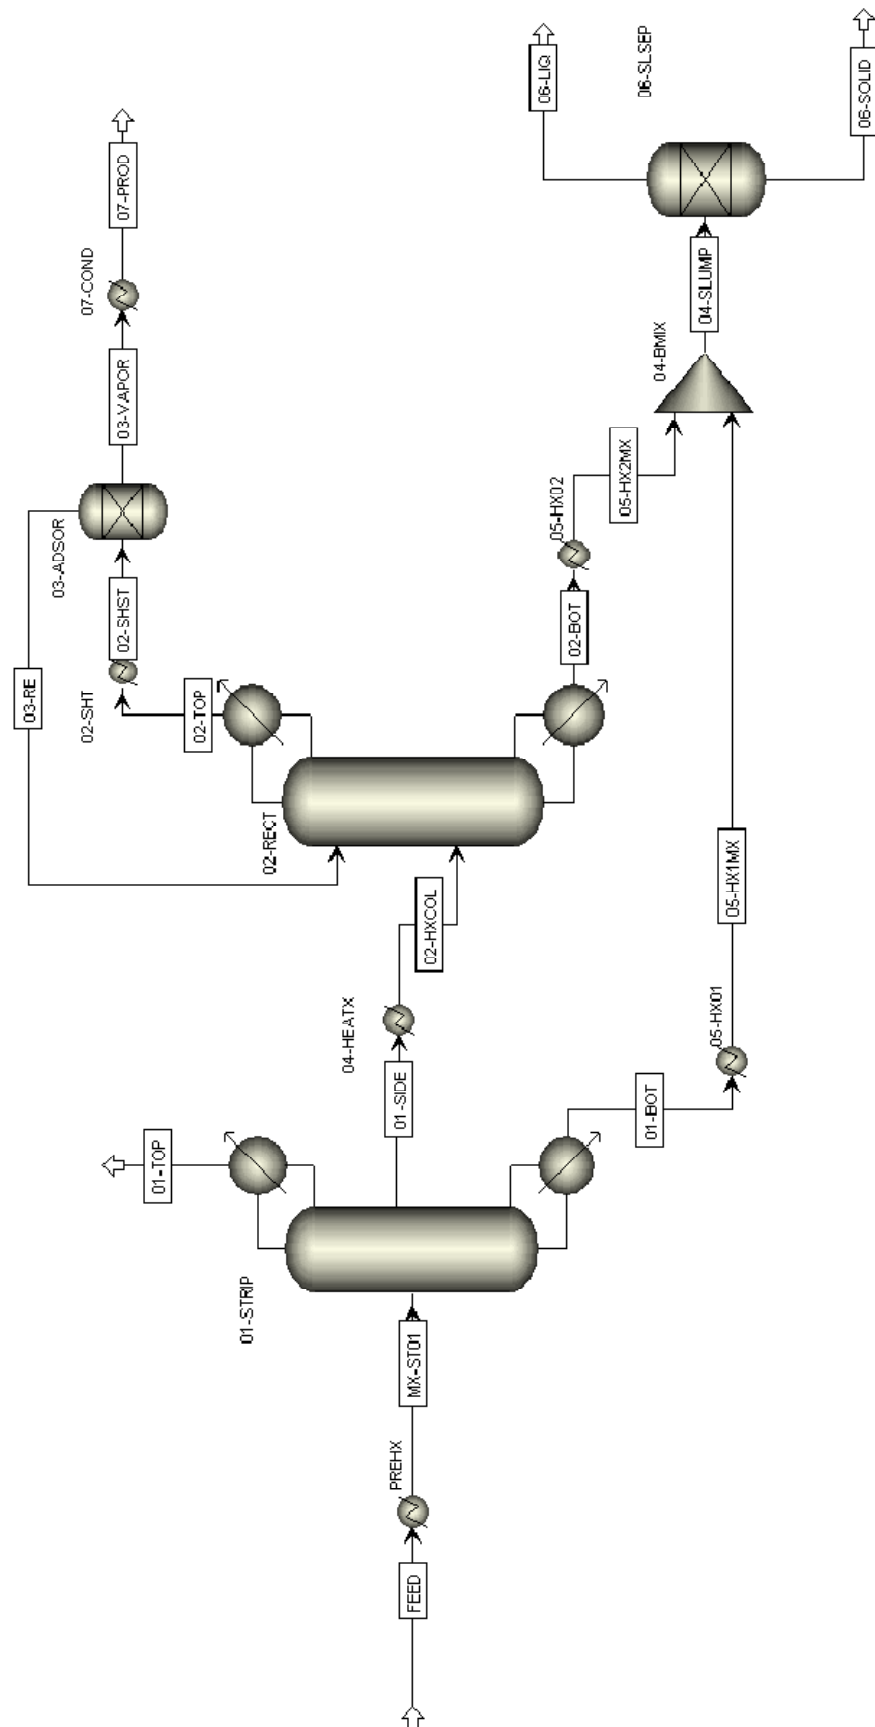 FEED
PREHX
MX-ST01
01-STRIP
01-TOP
01-SIDE
01-BOT
04-HEATX
02-HXCOL
05-HX01
05-HX1MX
02-RECT
02-TOP
02-BOT
03-RE
02-SHT
02-SHST
03-ADSOR
03-VAPOR
07-COND
07-PROD
05-HX02
05-HX2MX
04-BMIX
04-SLUMP
06-LIQ
06-SLSEP
06-SOLID